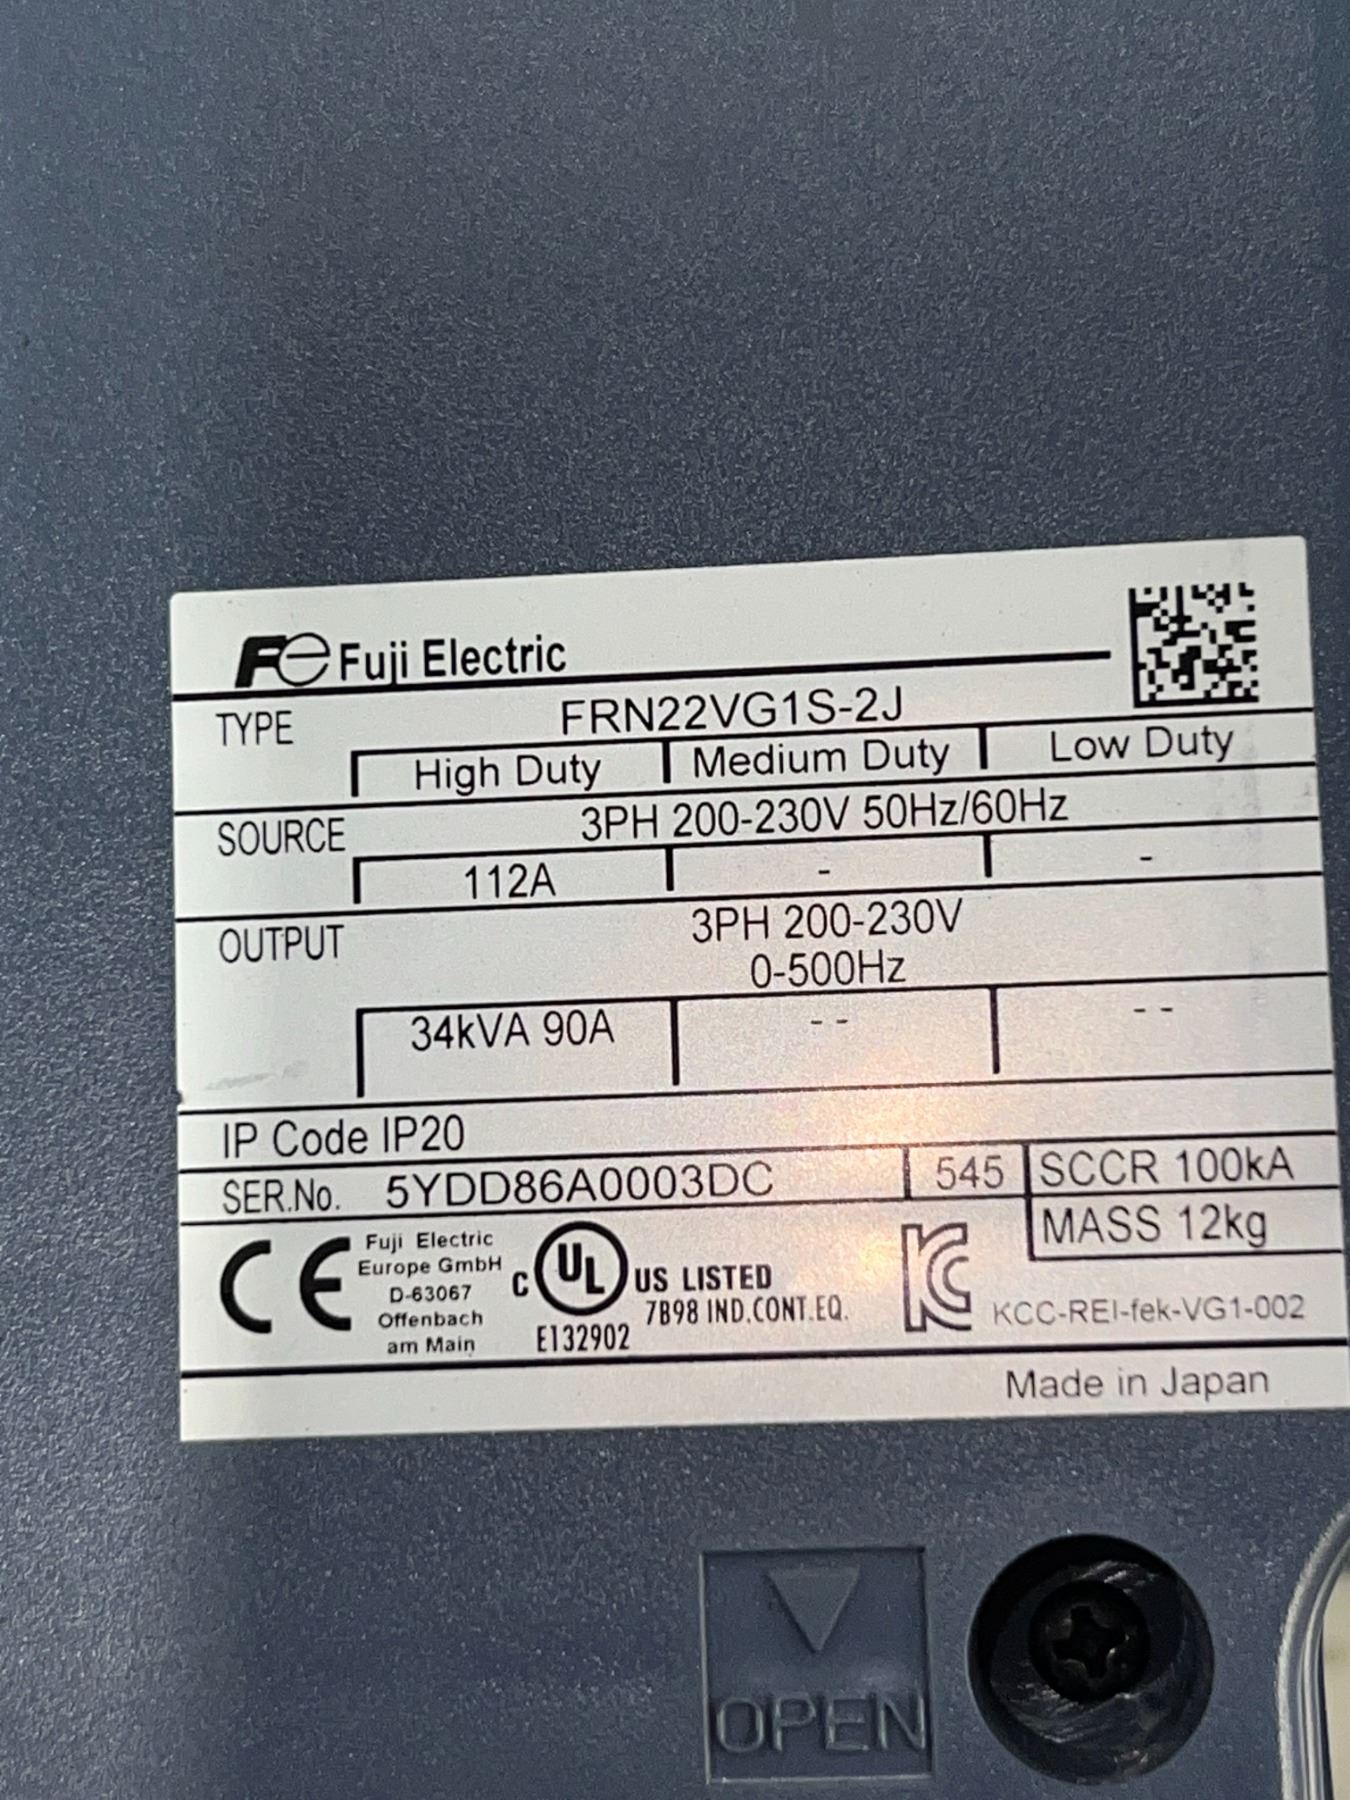 Fe Fuji Electric
TYPE FRN22VG1S-2J
High Duty Medium Duty Low Duty
SOURCE 3PH 200-230V 50Hz/60Hz
112A - -
OUTPUT 3PH 200-230V
0-500Hz
34kVA 90A -- --
IP Code IP20
SER.No. 5YDD86A0003DC 545 SCCR 100kA
MASS 12kg
CE
Fuji Electric
Europe GmbH
D-63067
Offenbach
am Main
C UL US LISTED
7B98 IND.CONT.EQ.
E132902
KC KCC-REI-fek-VG1-002
Made in Japan
OPEN